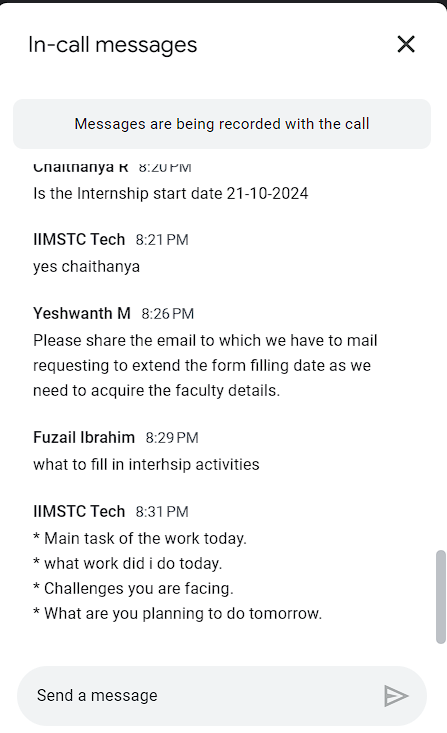 In-call messages
Messages are being recorded with the call
Chaithanya R 8:20 PM
Is the Internship start date 21-10-2024
IIMSTC Tech 8:21 PM
yes chaithanya
Yeshwanth M 8:26 PM
Please share the email to which we have to mail
requesting to extend the form filling date as we
need to acquire the faculty details.
Fuzail Ibrahim 8:29 PM
what to fill in interhsip activities
IIMSTC Tech 8:31 PM
* Main task of the work today.
* what work did i do today.
* Challenges you are facing.
* What are you planning to do tomorrow.
Send a message